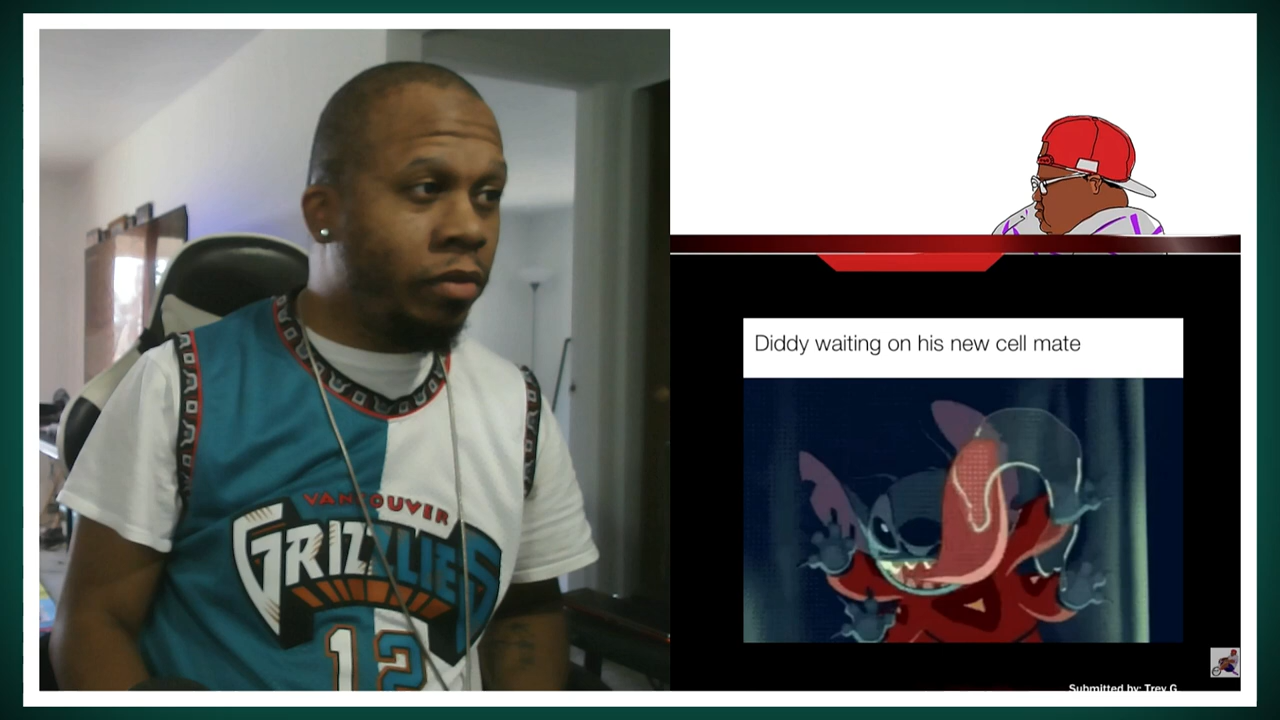 VANCOUVER
GRIZZLIES
12
Diddy waiting on his new cell mate
Submitted by: Trey G.